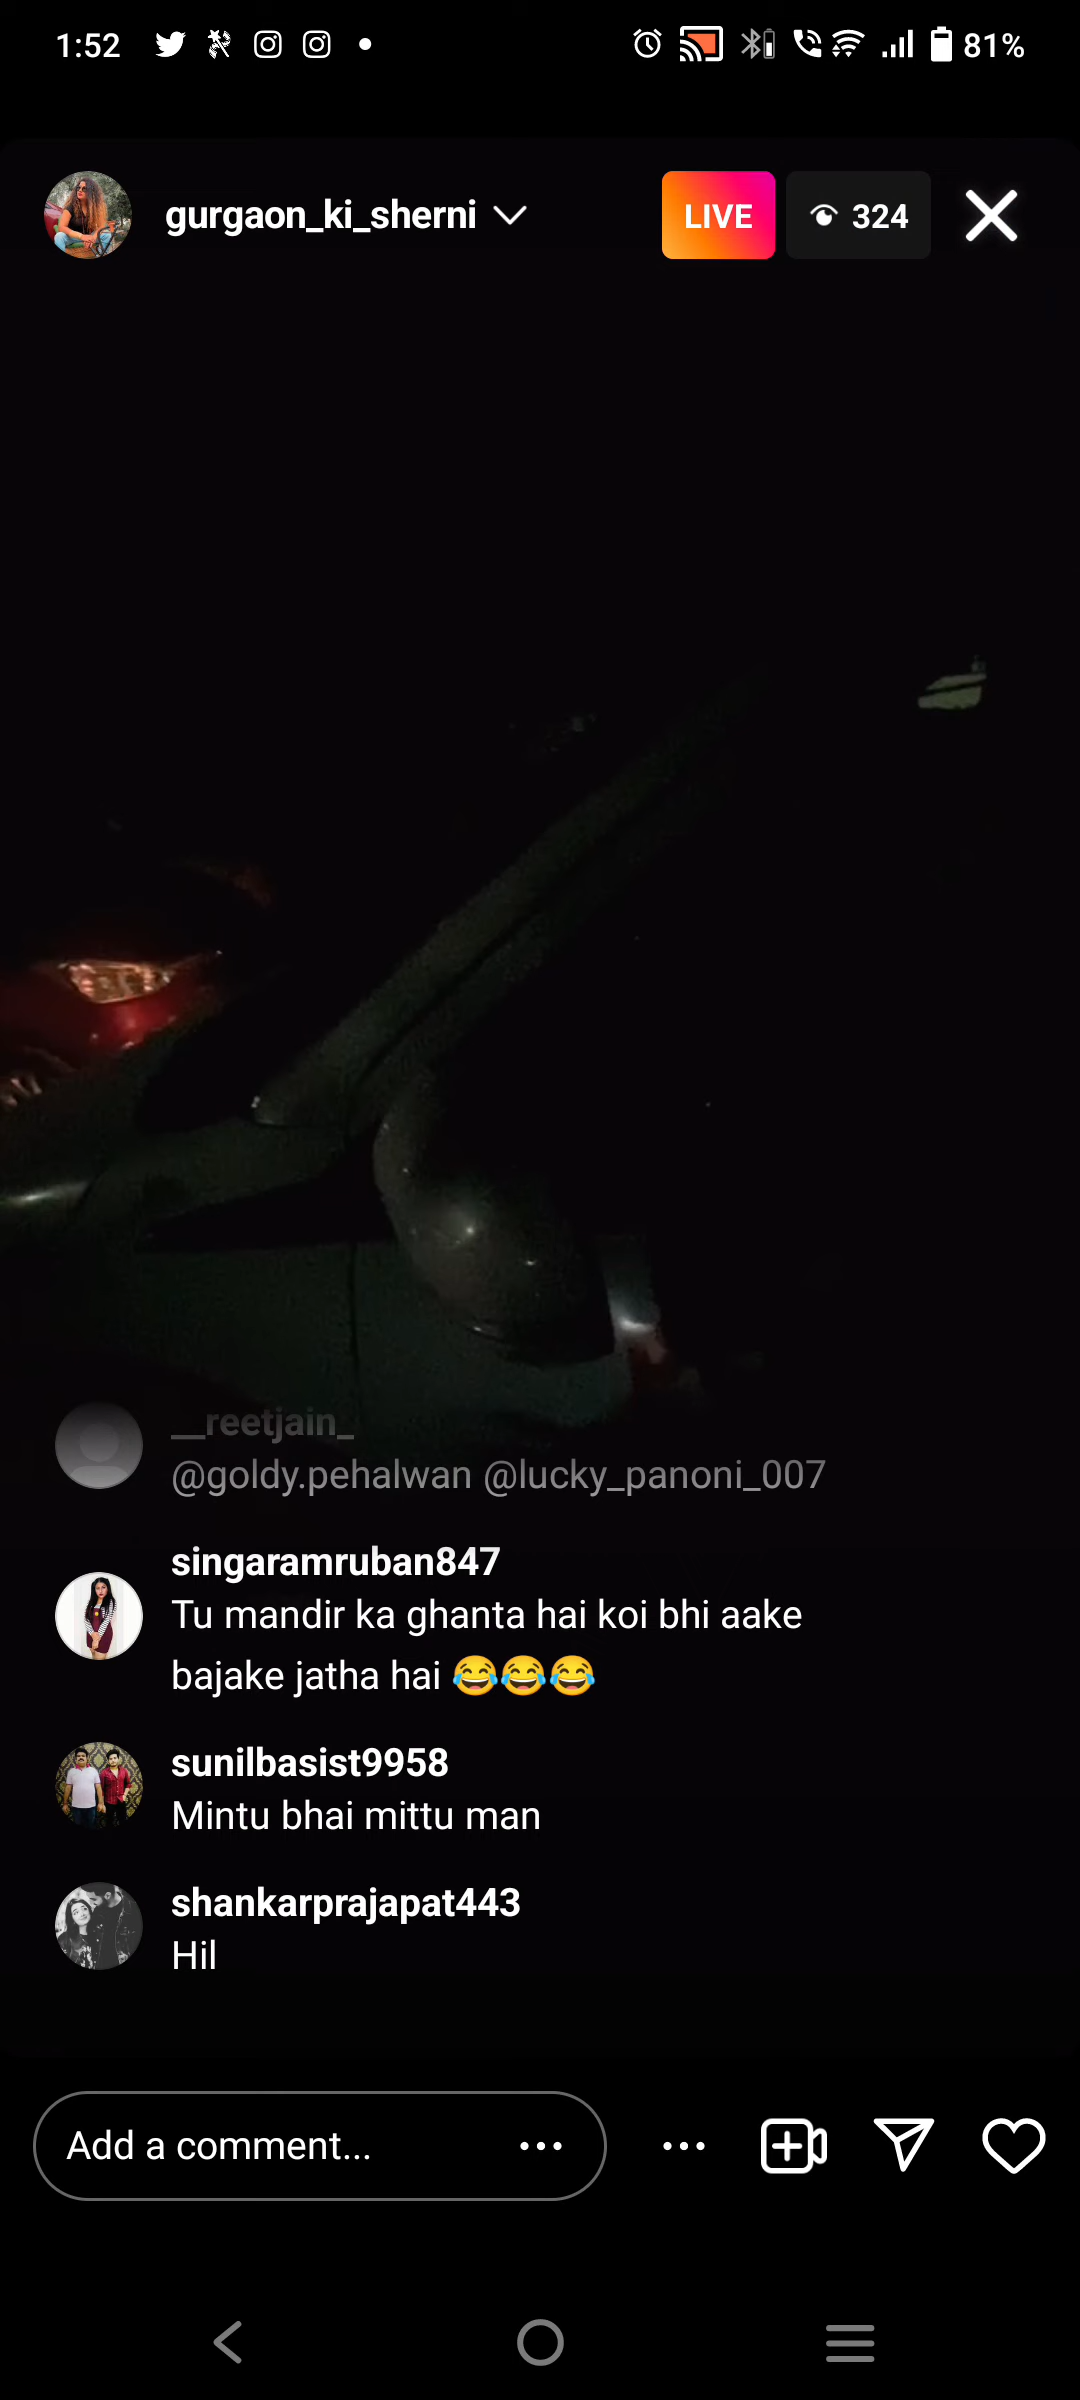 1:52
81%
gurgaon_ki_sherni
LIVE
324
__reetjain_
@goldy.pehalwan @lucky_panoni_007
singaramruban847
Tu mandir ka ghanta hai koi bhi aake
bajake jatha hai 😂😂😂
sunilbasist9958
Mintu bhai mittu man
shankarprajapat443
Hil
Add a comment...